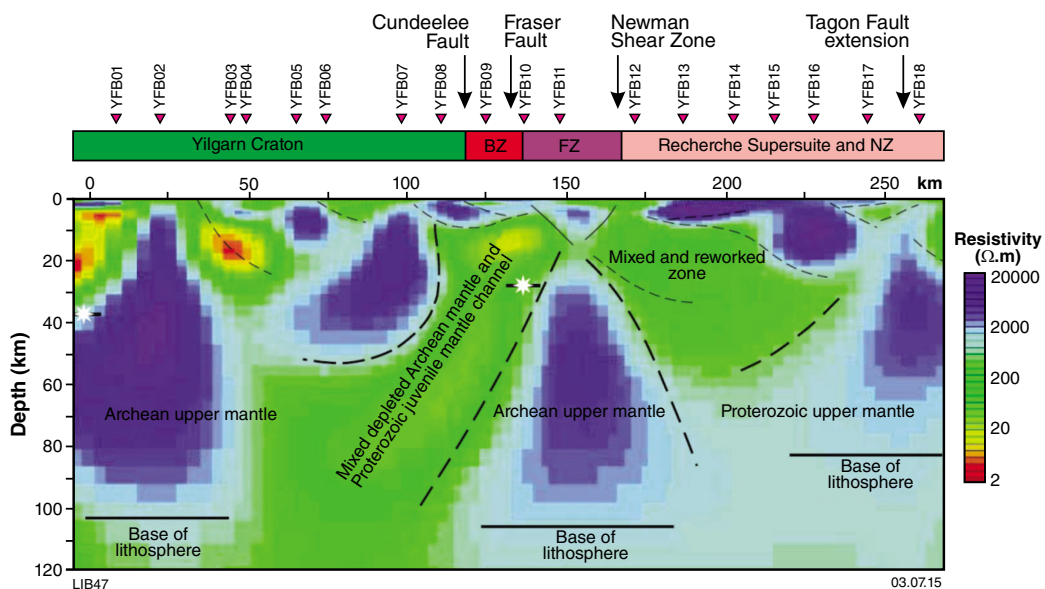 Cundeelee
Fault
Fraser
Fault
Newman
Shear Zone
Tagon Fault
extension
YFB01
YFB02
YFB03
YFB04
YFB05
YFB06
YFB07
YFB08
YFB09
YFB10
YFB11
YFB12
YFB13
YFB14
YFB15
YFB16
YFB17
YFB18
Yilgarn Craton
BZ
FZ
Recherche Supersuite and NZ
0 50 100 150 200 250 km
Depth (km)
0
20
40
60
80
100
120
Mixed and reworked
zone
Mixed depleted Archean mantle and
Proterozoic juvenile mantle channel
Archean upper mantle
Archean upper mantle
Proterozoic upper mantle
Base of
lithosphere
Base of
lithosphere
Base of
lithosphere
Resistivity
(Ω.m)
20000
2000
200
20
2
LIB47
03.07.15